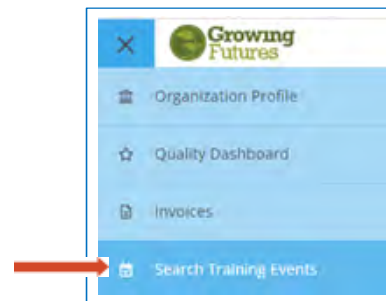 Growing
Futures
Organization Profile
Quality Dashboard
Invoices
Search Training Events